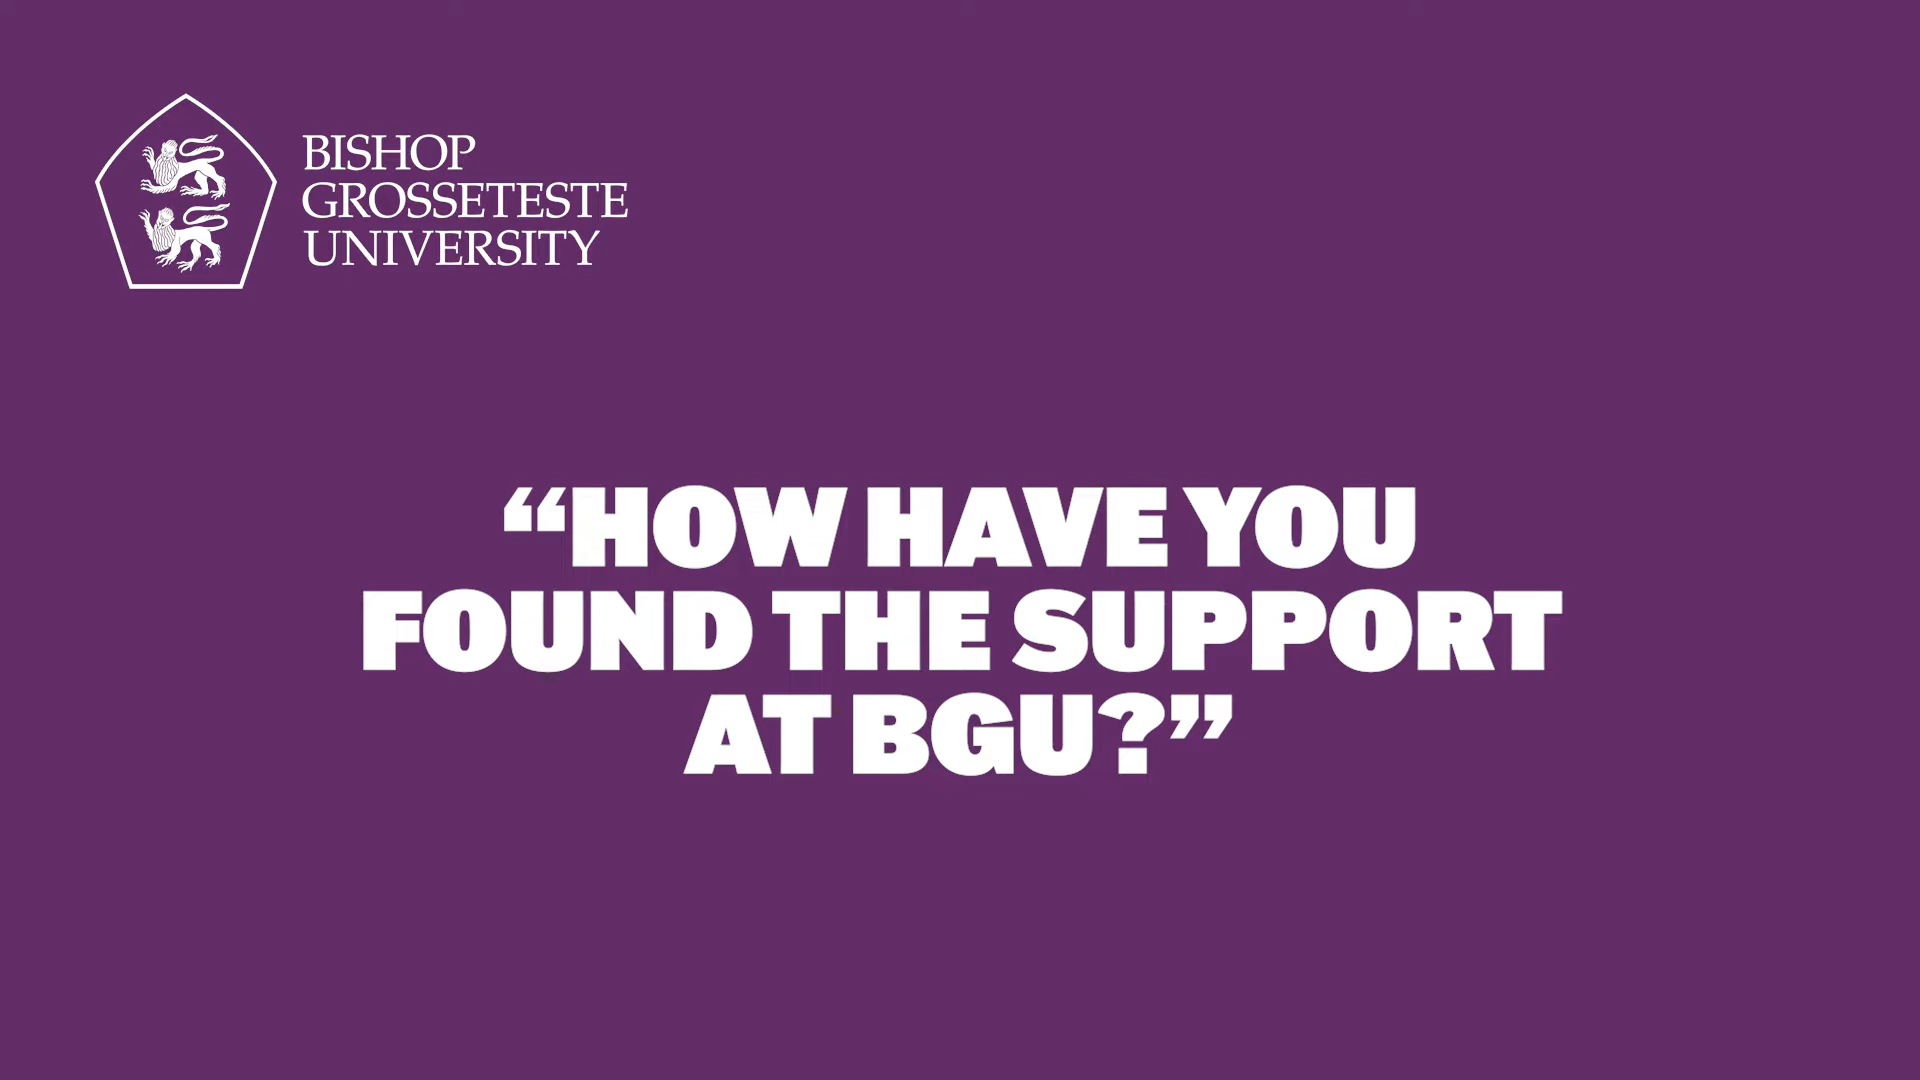 BISHOP
GROSSETESTE
UNIVERSITY
“HOW HAVE YOU
FOUND THE SUPPORT
AT BGU?”